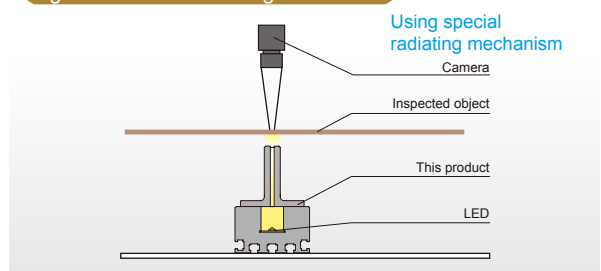 Using special
radiating mechanism
Camera
Inspected object
This product
LED